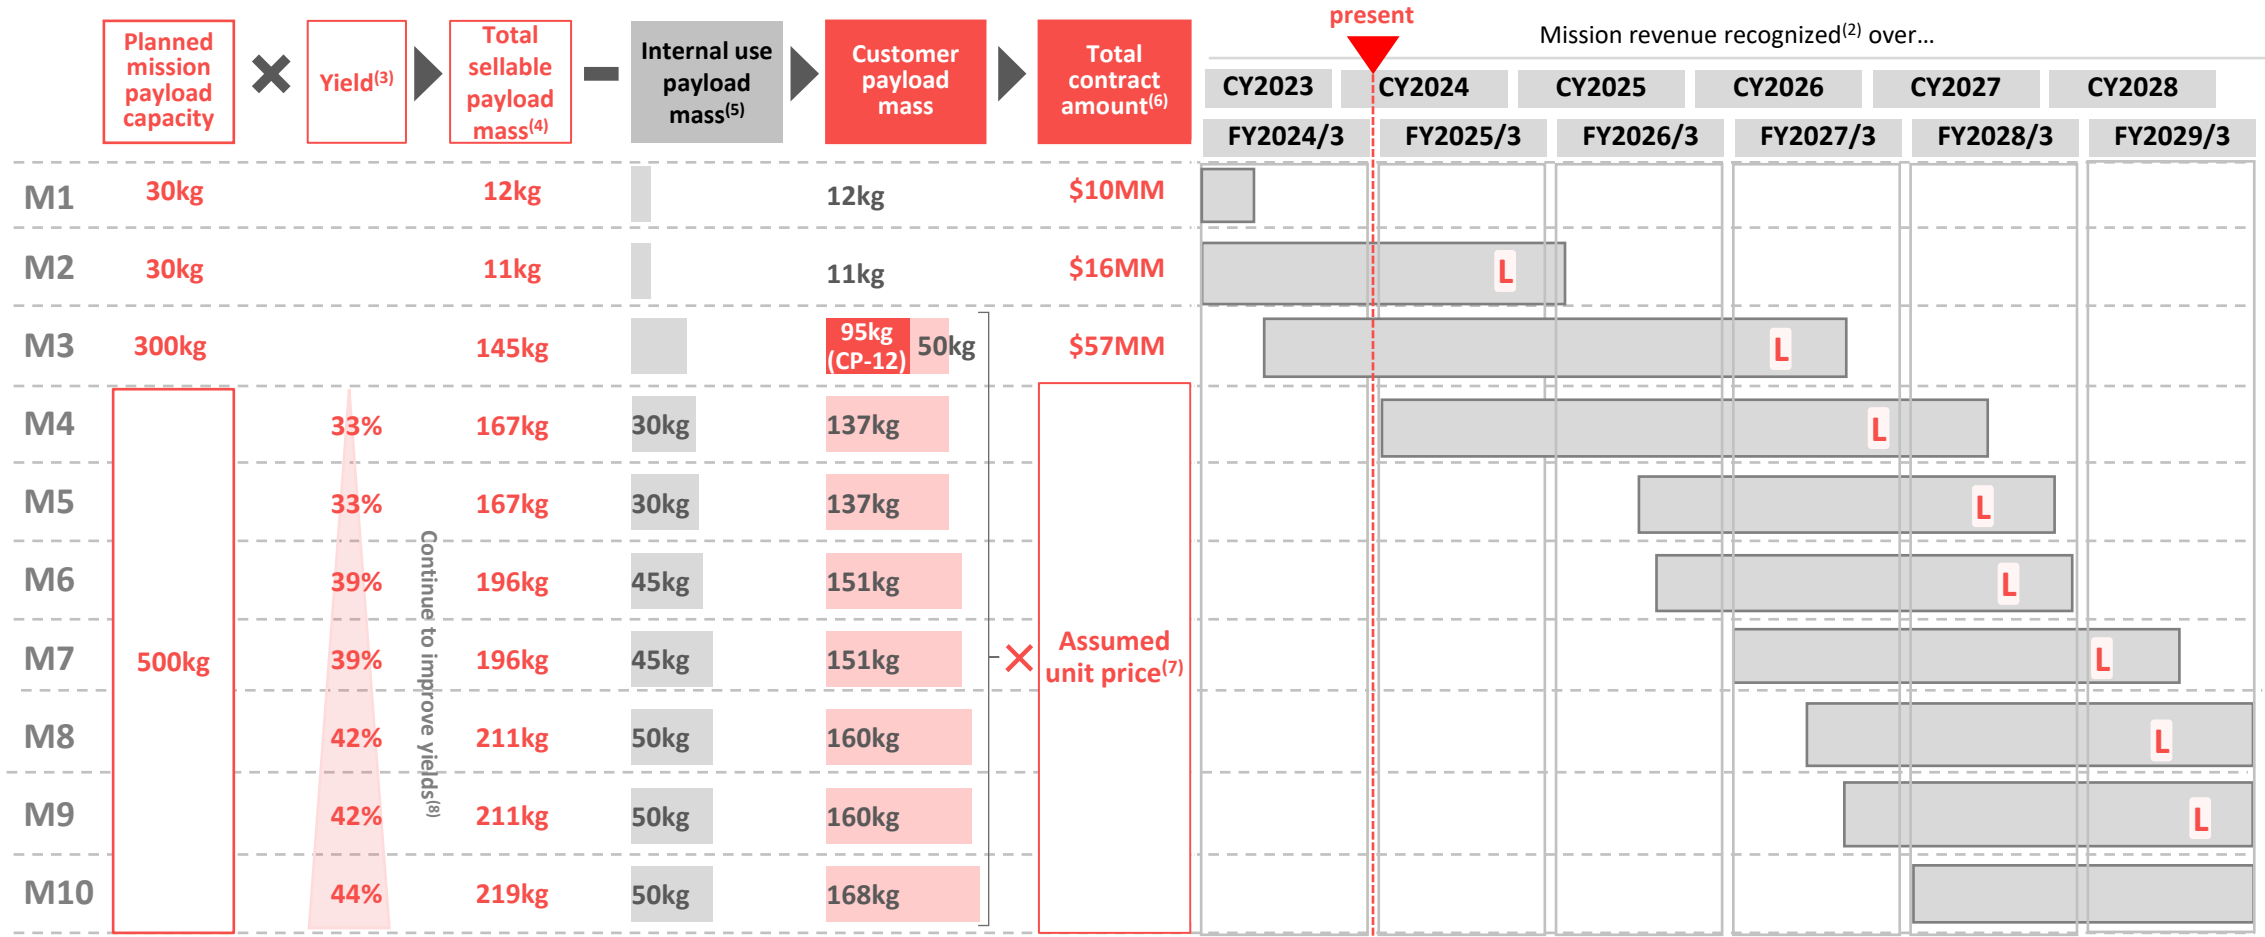 present
Mission revenue recognized(2) over…
Planned
mission
payload
capacity
Yield(3)
Total
sellable
payload
mass(4)
Internal use
payload
mass(5)
Customer
payload
mass
Total
contract
amount(6)
CY2023 CY2024 CY2025 CY2026 CY2027 CY2028
FY2024/3 FY2025/3 FY2026/3 FY2027/3 FY2028/3 FY2029/3
M1 30kg 12kg 12kg $10MM
M2 30kg 11kg 11kg $16MM L
M3 300kg 145kg 95kg (CP-12) 50kg $57MM L
M4 33% 167kg 30kg 137kg L
M5 33% 167kg 30kg 137kg L
M6 39% 196kg 45kg 151kg L
M7 500kg 39% 196kg 45kg 151kg L
Assumed
unit price(7)
M8 42% 211kg 50kg 160kg L
M9 42% 211kg 50kg 160kg L
M10 44% 219kg 50kg 168kg
Continue to improve yields(8)